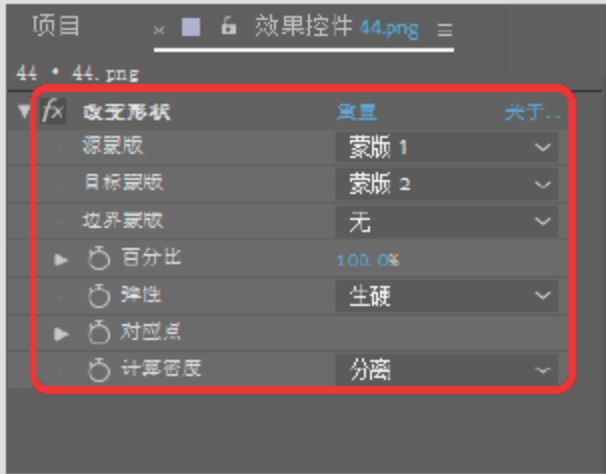 项目 × 效果控件 44.png ≡
44 • 44.png
fx 改变形状 重置 关于..
源蒙版 蒙版 1
目标蒙版 蒙版 2
边界蒙版 无
百分比 100.0%
弹性 生硬
对应点
计算密度 分离